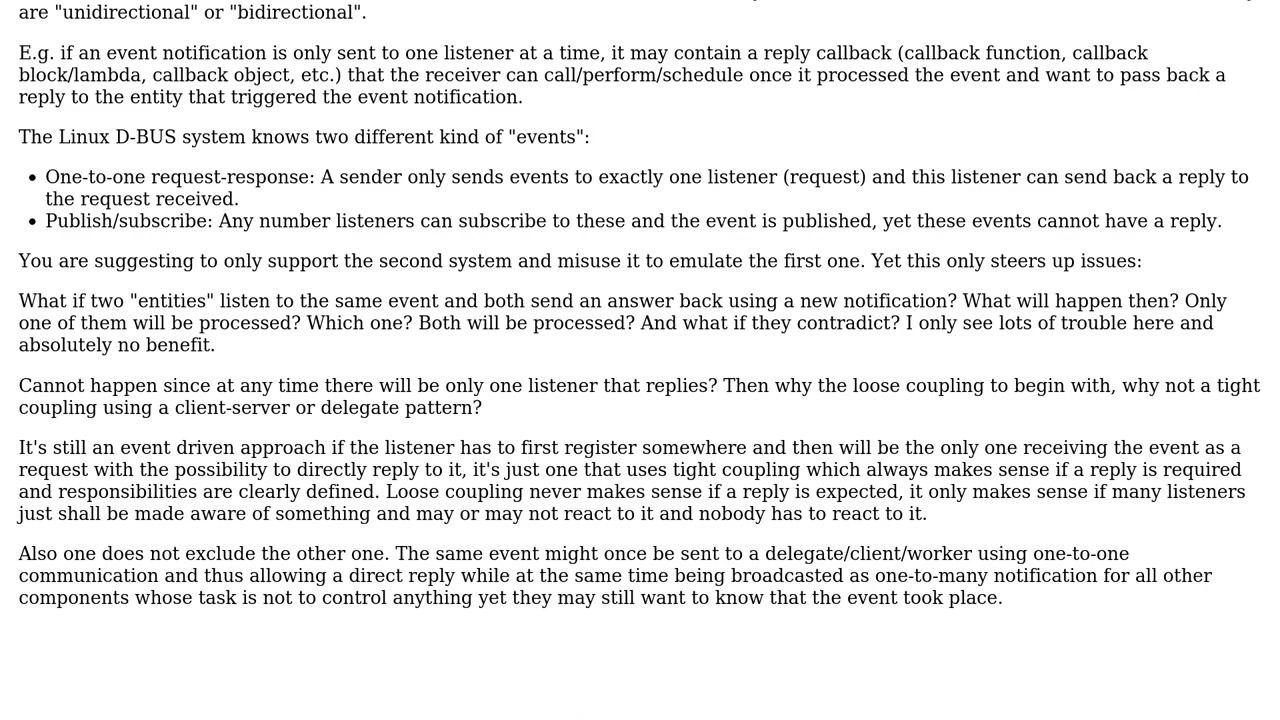 are "unidirectional" or "bidirectional".
E.g. if an event notification is only sent to one listener at a time, it may contain a reply callback (callback function, callback
block/lambda, callback object, etc.) that the receiver can call/perform/schedule once it processed the event and want to pass back a
reply to the entity that triggered the event notification.
The Linux D-BUS system knows two different kind of "events":
• One-to-one request-response: A sender only sends events to exactly one listener (request) and this listener can send back a reply to
the request received.
• Publish/subscribe: Any number listeners can subscribe to these and the event is published, yet these events cannot have a reply.
You are suggesting to only support the second system and misuse it to emulate the first one. Yet this only steers up issues:
What if two "entities" listen to the same event and both send an answer back using a new notification? What will happen then? Only
one of them will be processed? Which one? Both will be processed? And what if they contradict? I only see lots of trouble here and
absolutely no benefit.
Cannot happen since at any time there will be only one listener that replies? Then why the loose coupling to begin with, why not a tight
coupling using a client-server or delegate pattern?
It's still an event driven approach if the listener has to first register somewhere and then will be the only one receiving the event as a
request with the possibility to directly reply to it, it's just one that uses tight coupling which always makes sense if a reply is required
and responsibilities are clearly defined. Loose coupling never makes sense if a reply is expected, it only makes sense if many listeners
just shall be made aware of something and may or may not react to it and nobody has to react to it.
Also one does not exclude the other one. The same event might once be sent to a delegate/client/worker using one-to-one
communication and thus allowing a direct reply while at the same time being broadcasted as one-to-many notification for all other
components whose task is not to control anything yet they may still want to know that the event took place.